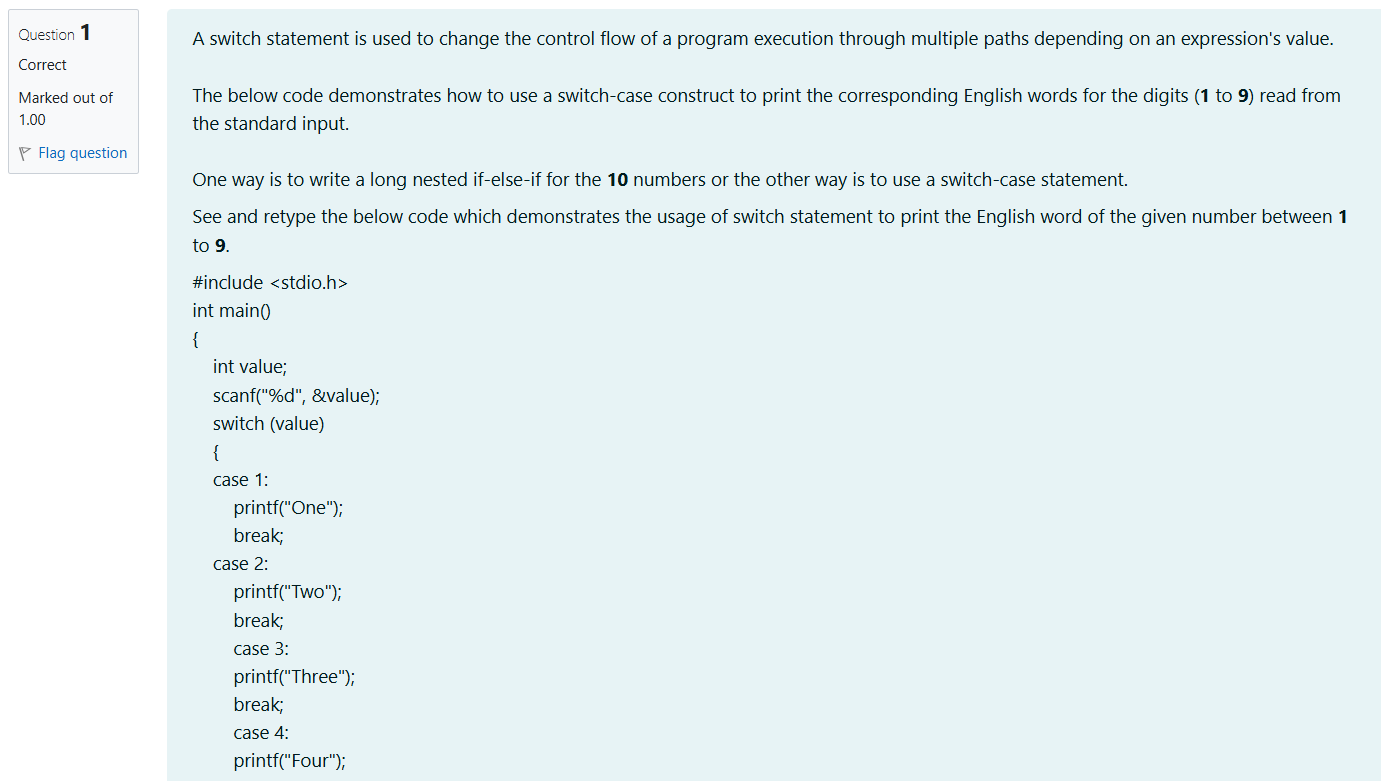 Question 1
Correct
Marked out of
1.00
Flag question
A switch statement is used to change the control flow of a program execution through multiple paths depending on an expression's value.
The below code demonstrates how to use a switch-case construct to print the corresponding English words for the digits (1 to 9) read from
the standard input.
One way is to write a long nested if-else-if for the 10 numbers or the other way is to use a switch-case statement.
See and retype the below code which demonstrates the usage of switch statement to print the English word of the given number between 1
to 9.
#include <stdio.h>
int main()
{
int value;
scanf("%d", &value);
switch (value)
{
case 1:
printf("One");
break;
case 2:
printf("Two");
break;
case 3:
printf("Three");
break;
case 4:
printf("Four");